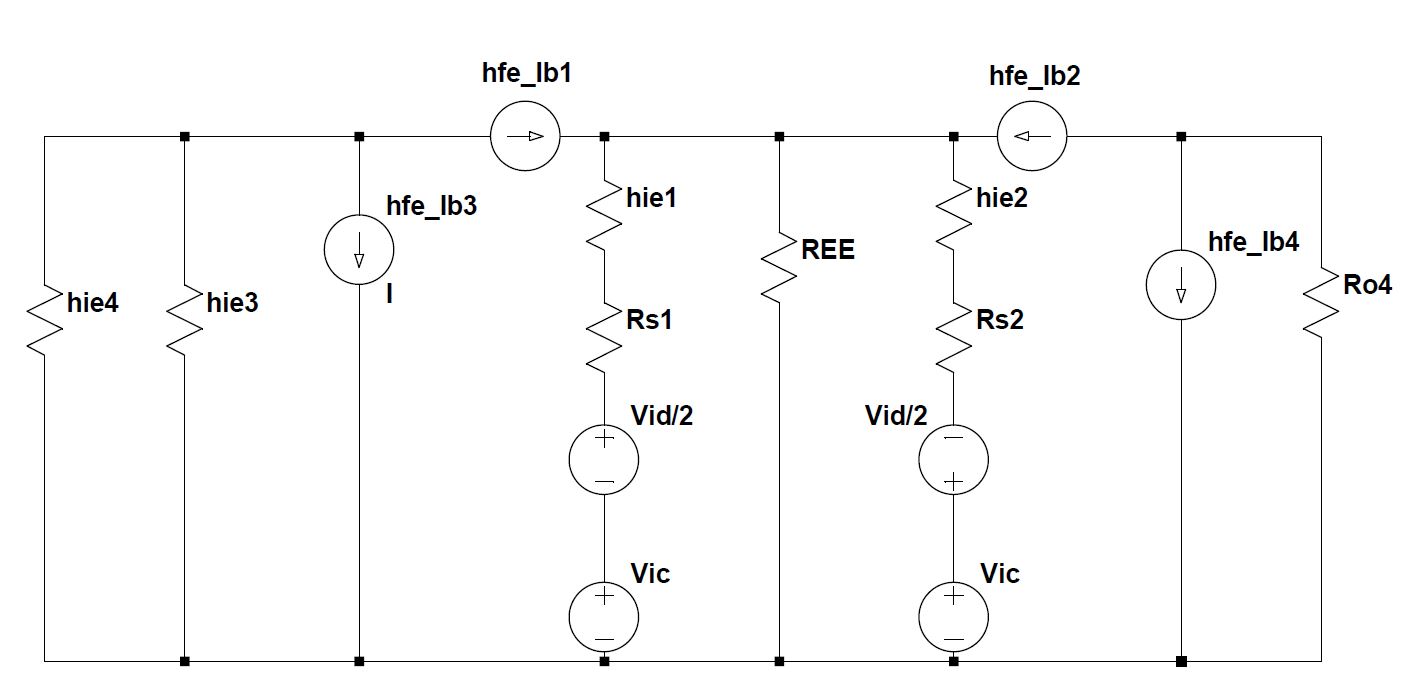 hfe_Ib1
hfe_Ib2
hfe_Ib3
hie1
hie2
REE
hfe_Ib4
hie4
hie3
I
Rs1
Rs2
Ro4
Vid/2
Vid/2
Vic
Vic